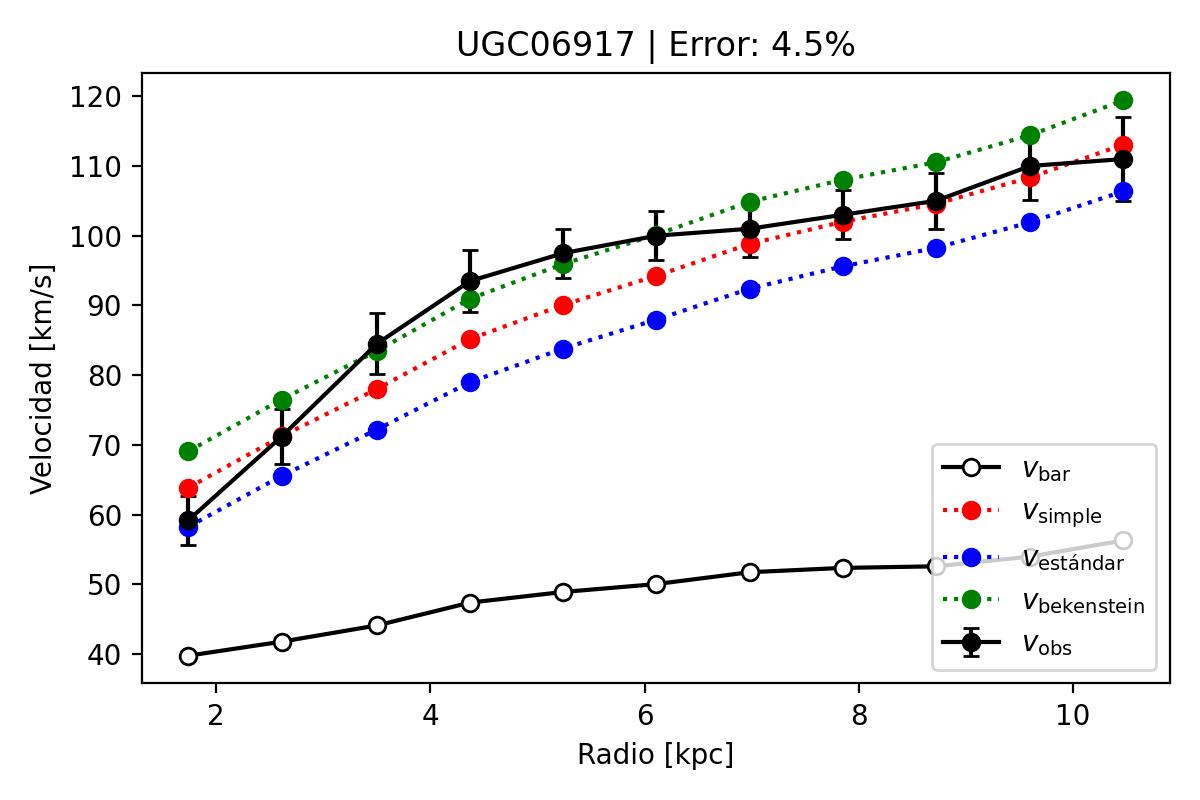 UGC06917 | Error: 4.5%
120
110
100
90
80
70
60
50
40
Velocidad [km/s]
v_bar
v_simple
v_estándar
v_bekenstein
v_obs
2 4 6 8 10
Radio [kpc]